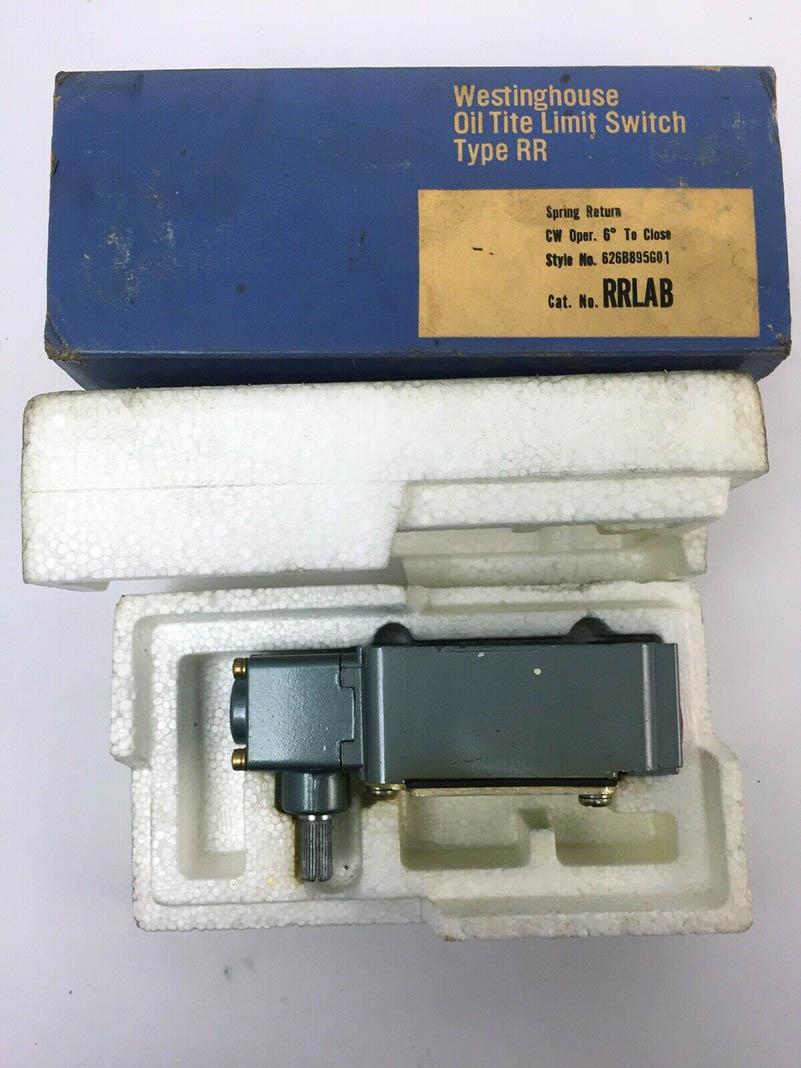 Westinghouse
Oil Tite Limit Switch
Type RR
Spring Return
CW Oper. 6° To Close
Style No. 626B895G01
Cat. No. RRLAB